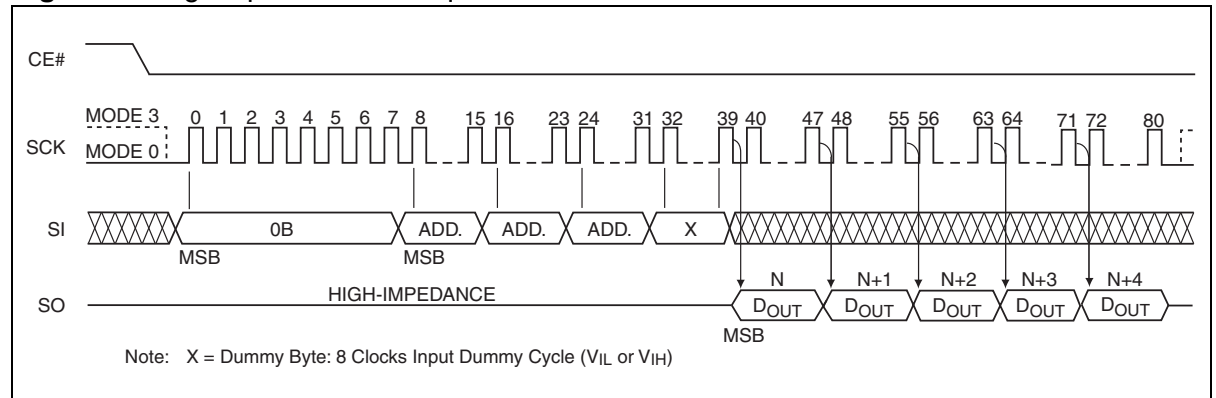 CE#
MODE 3 0 1 2 3 4 5 6 7 8 15 16 23 24 31 32 39 40 47 48 55 56 63 64 71 72 80
SCK MODE 0
SI 0B ADD. ADD. ADD. X
MSB MSB
N N+1 N+2 N+3 N+4
SO HIGH-IMPEDANCE DOUT DOUT DOUT DOUT DOUT
MSB
Note: X = Dummy Byte: 8 Clocks Input Dummy Cycle (VIL or VIH)